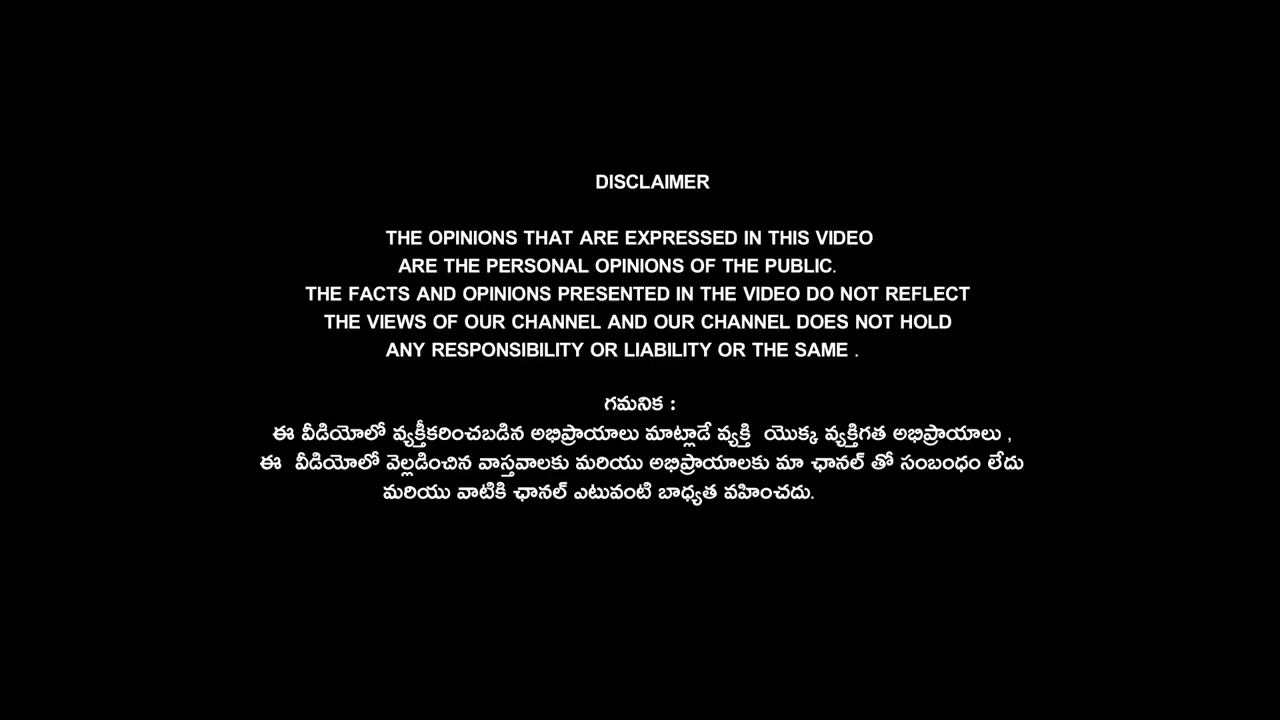 DISCLAIMER
THE OPINIONS THAT ARE EXPRESSED IN THIS VIDEO
ARE THE PERSONAL OPINIONS OF THE PUBLIC.
THE FACTS AND OPINIONS PRESENTED IN THE VIDEO DO NOT REFLECT
THE VIEWS OF OUR CHANNEL AND OUR CHANNEL DOES NOT HOLD
ANY RESPONSIBILITY OR LIABILITY OR THE SAME .
గమనిక :
ఈ వీడియోలో వ్యక్తీకరించబడిన అభిప్రాయాలు మాట్లాడే వ్యక్తి యొక్క వ్యక్తిగత అభిప్రాయాలు ,
ఈ వీడియోలో వెల్లడించిన వాస్తవాలకు మరియు అభిప్రాయాలకు మా ఛానల్ తో సంబంధం లేదు
మరియు వాటికి ఛానల్ ఎటువంటి బాధ్యత వహించదు.